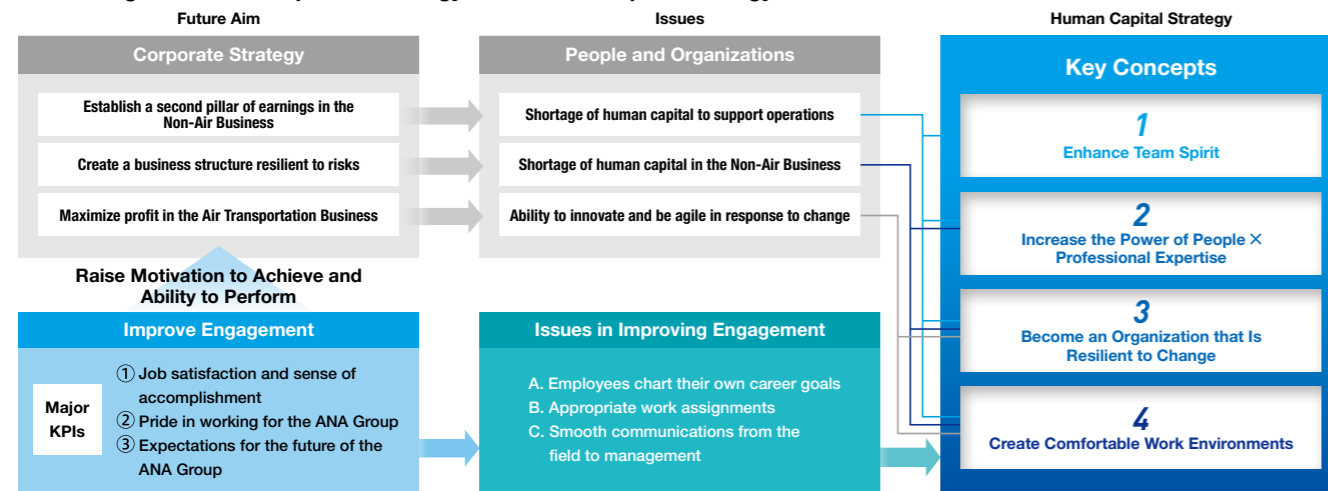 Future Aim
Issues
Human Capital Strategy
Corporate Strategy
Establish a second pillar of earnings in the
Non-Air Business
Create a business structure resilient to risks
Maximize profit in the Air Transportation Business
People and Organizations
Shortage of human capital to support operations
Shortage of human capital in the Non-Air Business
Ability to innovate and be agile in response to change
Raise Motivation to Achieve and
Ability to Perform
Improve Engagement
Major
KPIs
① Job satisfaction and sense of
accomplishment
② Pride in working for the ANA Group
③ Expectations for the future of the
ANA Group
Issues in Improving Engagement
A. Employees chart their own career goals
B. Appropriate work assignments
C. Smooth communications from the
field to management
Key Concepts
1
Enhance Team Spirit
2
Increase the Power of People ×
Professional Expertise
3
Become an Organization that Is
Resilient to Change
4
Create Comfortable Work Environments